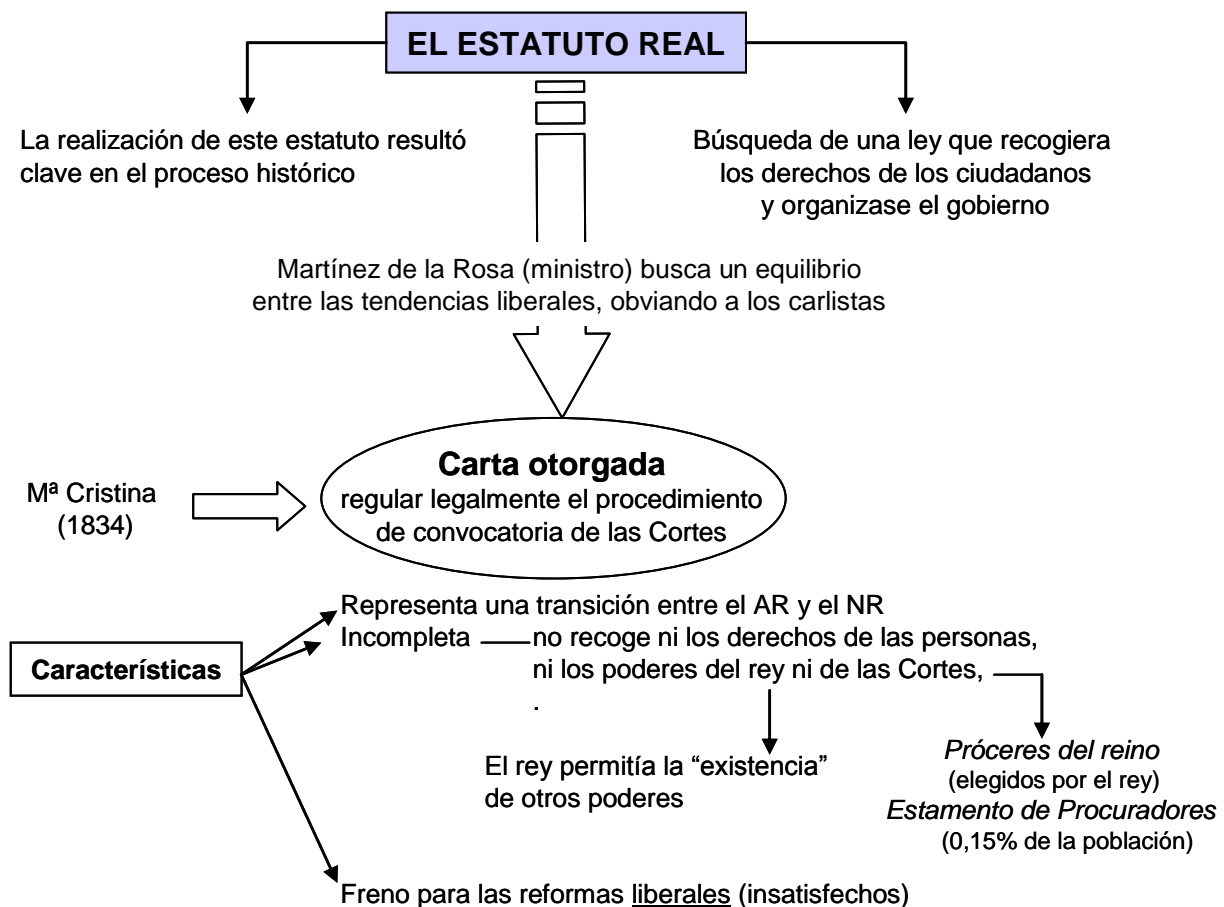 EL ESTATUTO REAL
La realización de este estatuto resultó
clave en el proceso histórico
Búsqueda de una ley que recogiera
los derechos de los ciudadanos
y organizase el gobierno
Martínez de la Rosa (ministro) busca un equilibrio
entre las tendencias liberales, obviando a los carlistas
Carta otorgada
regular legalmente el procedimiento
de convocatoria de las Cortes
Mª Cristina
(1834)
Características
Representa una transición entre el AR y el NR
Incompleta
no recoge ni los derechos de las personas,
ni los poderes del rey ni de las Cortes,
.
El rey permitía la “existencia”
de otros poderes
Próceres del reino
(elegidos por el rey)
Estamento de Procuradores
(0,15% de la población)
Freno para las reformas liberales (insatisfechos)